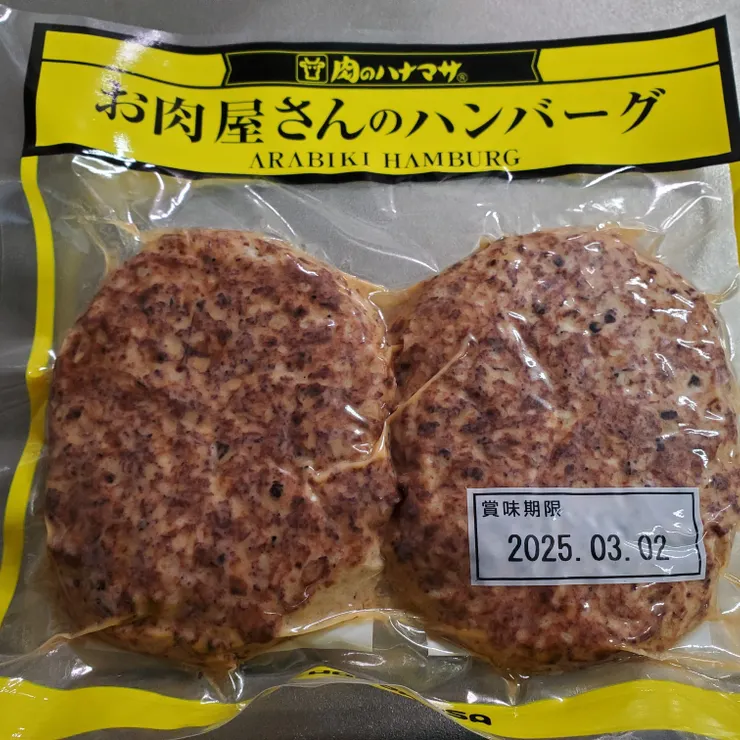 肉のハナマサ®
お肉屋さんのハンバーグ
ARABIKI HAMBURG
賞味期限
2025.03.02